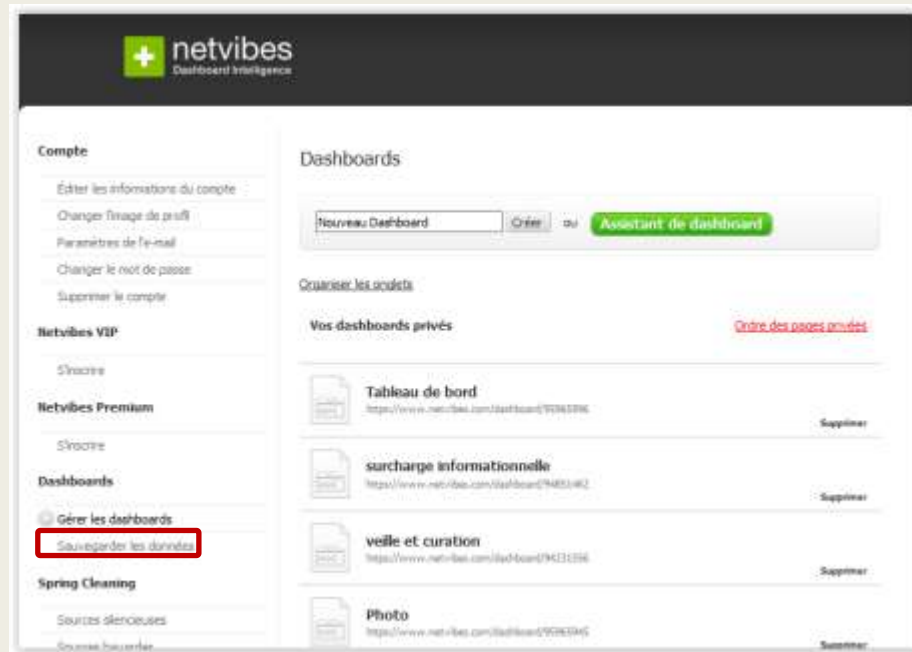 netvibes
Dashboard Intelligence
Compte
Éditer les informations du compte
Changer l'image de profil
Paramètres de l'e-mail
Changer le mot de passe
Supprimer le compte
Netvibes VIP
S'inscrire
Netvibes Premium
S'inscrire
Dashboards
Gérer les dashboards
Sauvegarder les données
Spring Cleaning
Sources silencieuses
Sources
Dashboards
Nouveau Dashboard
Créer
ou
Assistant de dashboard
Organiser les onglets
Vos dashboards privés
Ordre des pages privées
Tableau de bord
Supprimer
surcharge informationnelle
Supprimer
veille et curation
Supprimer
Photo
Supprimer